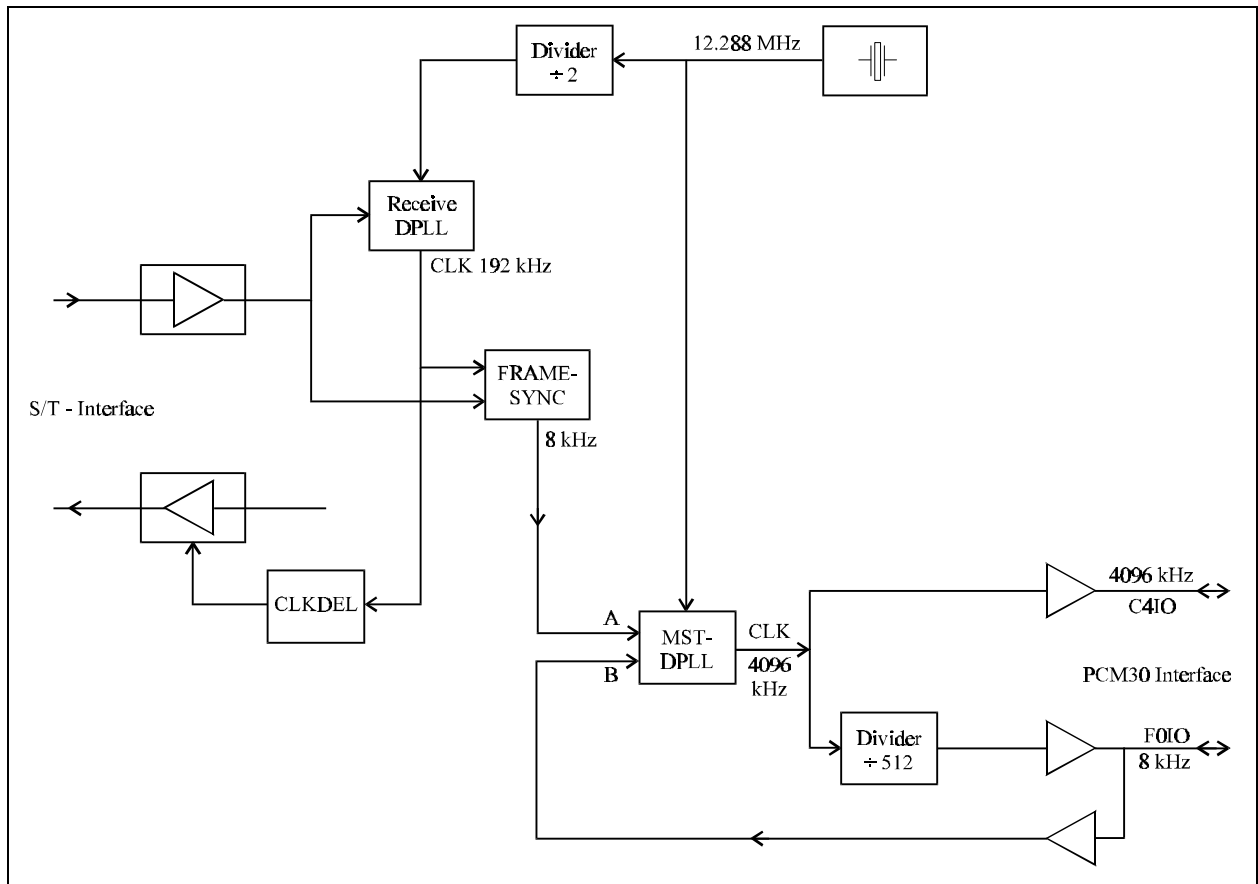 12.288 MHz
Divider
÷ 2
Receive
DPLL
CLK 192 kHz
FRAME-
SYNC
S/T - Interface
8 kHz
CLKDEL
A
B
MST-
DPLL
CLK
4096
kHz
4096 kHz
C4IO
PCM30 Interface
Divider
÷ 512
F0IO
8 kHz